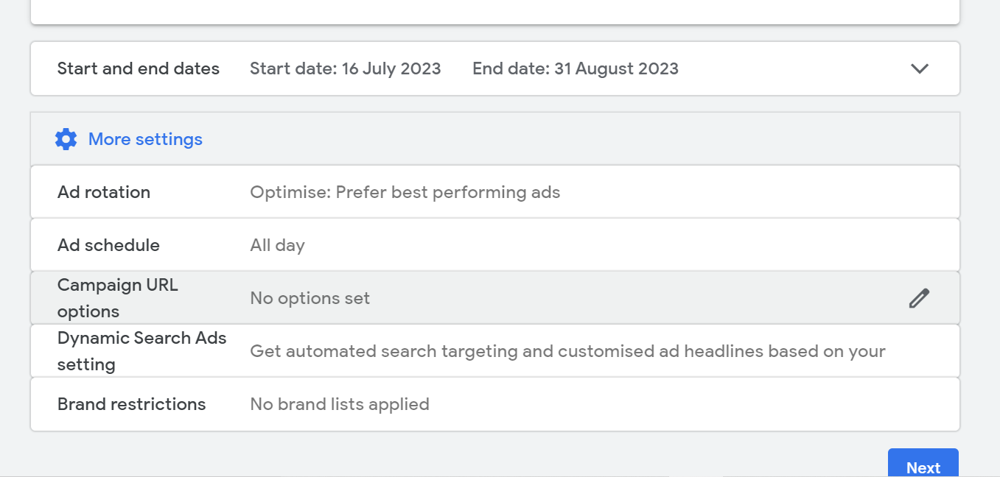 Start and end dates Start date: 16 July 2023 End date: 31 August 2023
More settings
Ad rotation Optimise: Prefer best performing ads
Ad schedule All day
Campaign URL
options
No options set
Dynamic Search Ads
setting
Get automated search targeting and customised ad headlines based on your
Brand restrictions No brand lists applied
Next